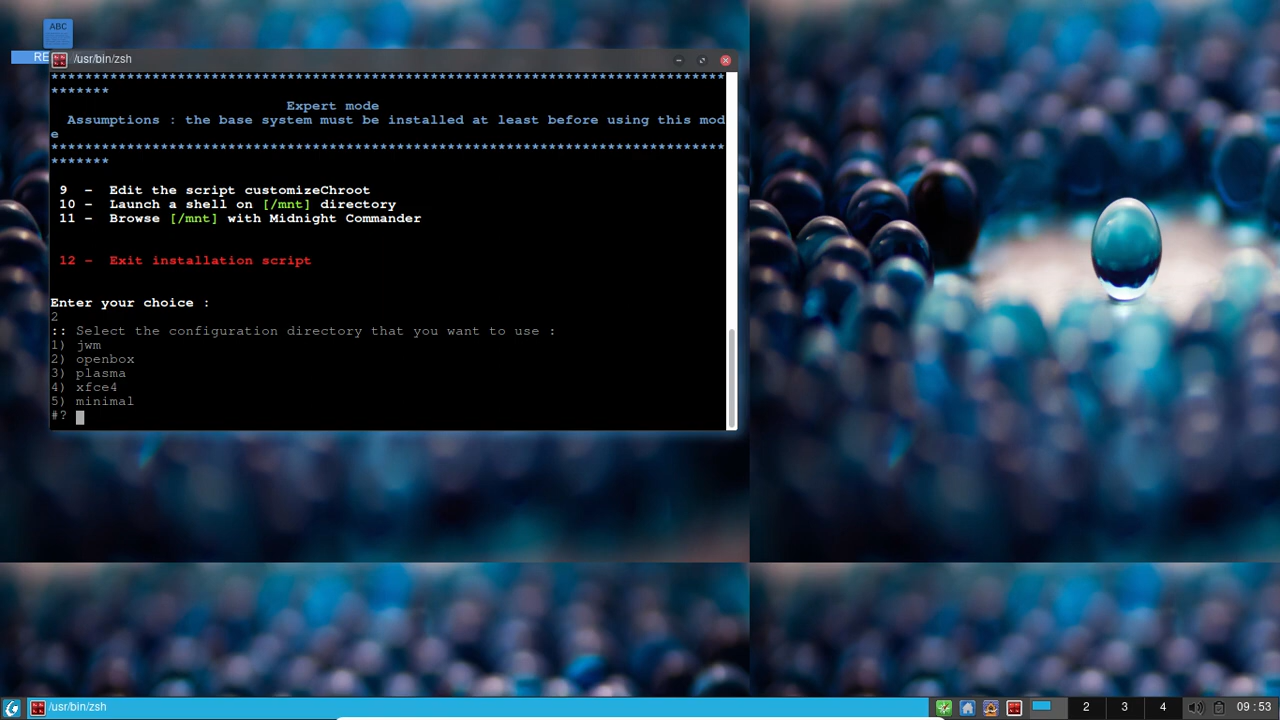 ABC
RE
/usr/bin/zsh
********************************************************************************
*******
Expert mode
Assumptions : the base system must be installed at least before using this mod
e
********************************************************************************
*******
9 - Edit the script customizeChroot
10 - Launch a shell on [/mnt] directory
11 - Browse [/mnt] with Midnight Commander
12 - Exit installation script
Enter your choice :
2
:: Select the configuration directory that you want to use :
1) jwm
2) openbox
3) plasma
4) xfce4
5) minimal
#?
/usr/bin/zsh 2 3 4 09:53